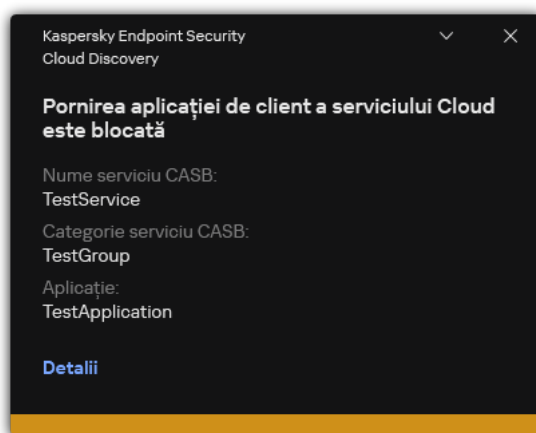 Kaspersky Endpoint Security
Cloud Discovery
Pornirea aplicației de client a serviciului Cloud
este blocată
Nume serviciu CASB:
TestService
Categorie serviciu CASB:
TestGroup
Aplicație:
TestApplication
Detalii